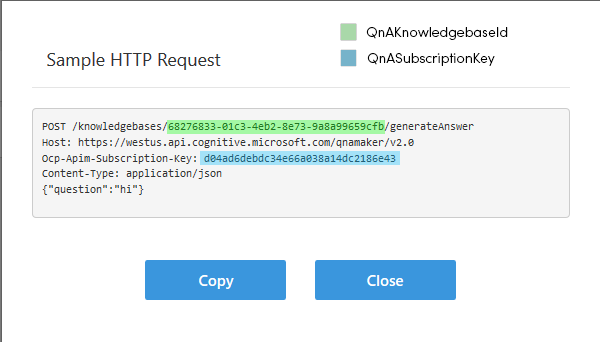 QnAKnowledgebaseId
Sample HTTP Request
QnASubscriptionKey
POST /knowledgebases/68276833-01c3-4eb2-8e73-9a8a99659cfb/generateAnswer
Host: https://westus.api.cognitive.microsoft.com/qnamaker/v2.0
Ocp-Apim-Subscription-Key: d04ad6debdc34e66a038a14dc2186e43
Content-Type: application/json
{"question":"hi"}
Copy Close